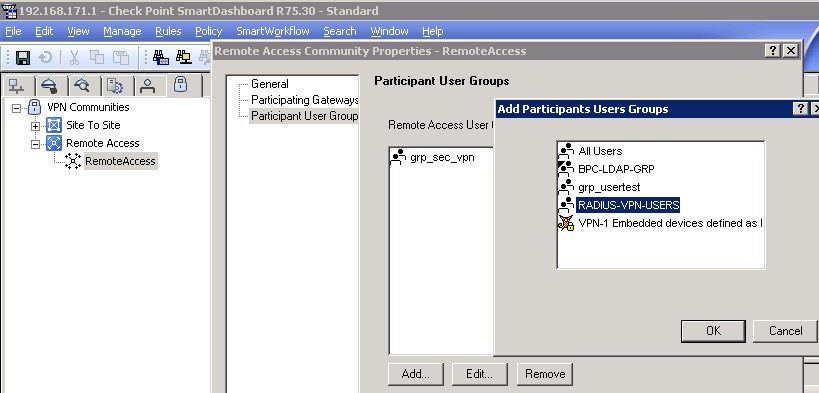 192.168.171.1 - Check Point SmartDashboard R75.30 - Standard
File Edit View Manage Rules Policy SmartWorkflow Search Window Help
Remote Access Community Properties - RemoteAccess
VPN Communities
Site To Site
Remote Access
RemoteAccess
General
Participating Gateways
Participant User Group
Participant User Groups
Remote Access User
grp_sec_vpn
Add... Edit... Remove
Add Participants Users Groups
All Users
BPC-LDAP-GRP
grp_usertest
RADIUS-VPN-USERS
VPN-1 Embedded devices defined as
OK Cancel